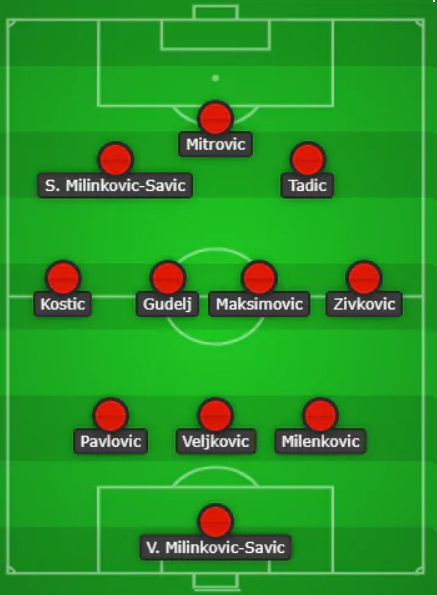 Mitrovic
S. Milinkovic-Savic
Tadic
Kostic
Gudelj
Maksimovic
Zivkovic
Pavlovic
Veljkovic
Milenkovic
V. Milinkovic-Savic